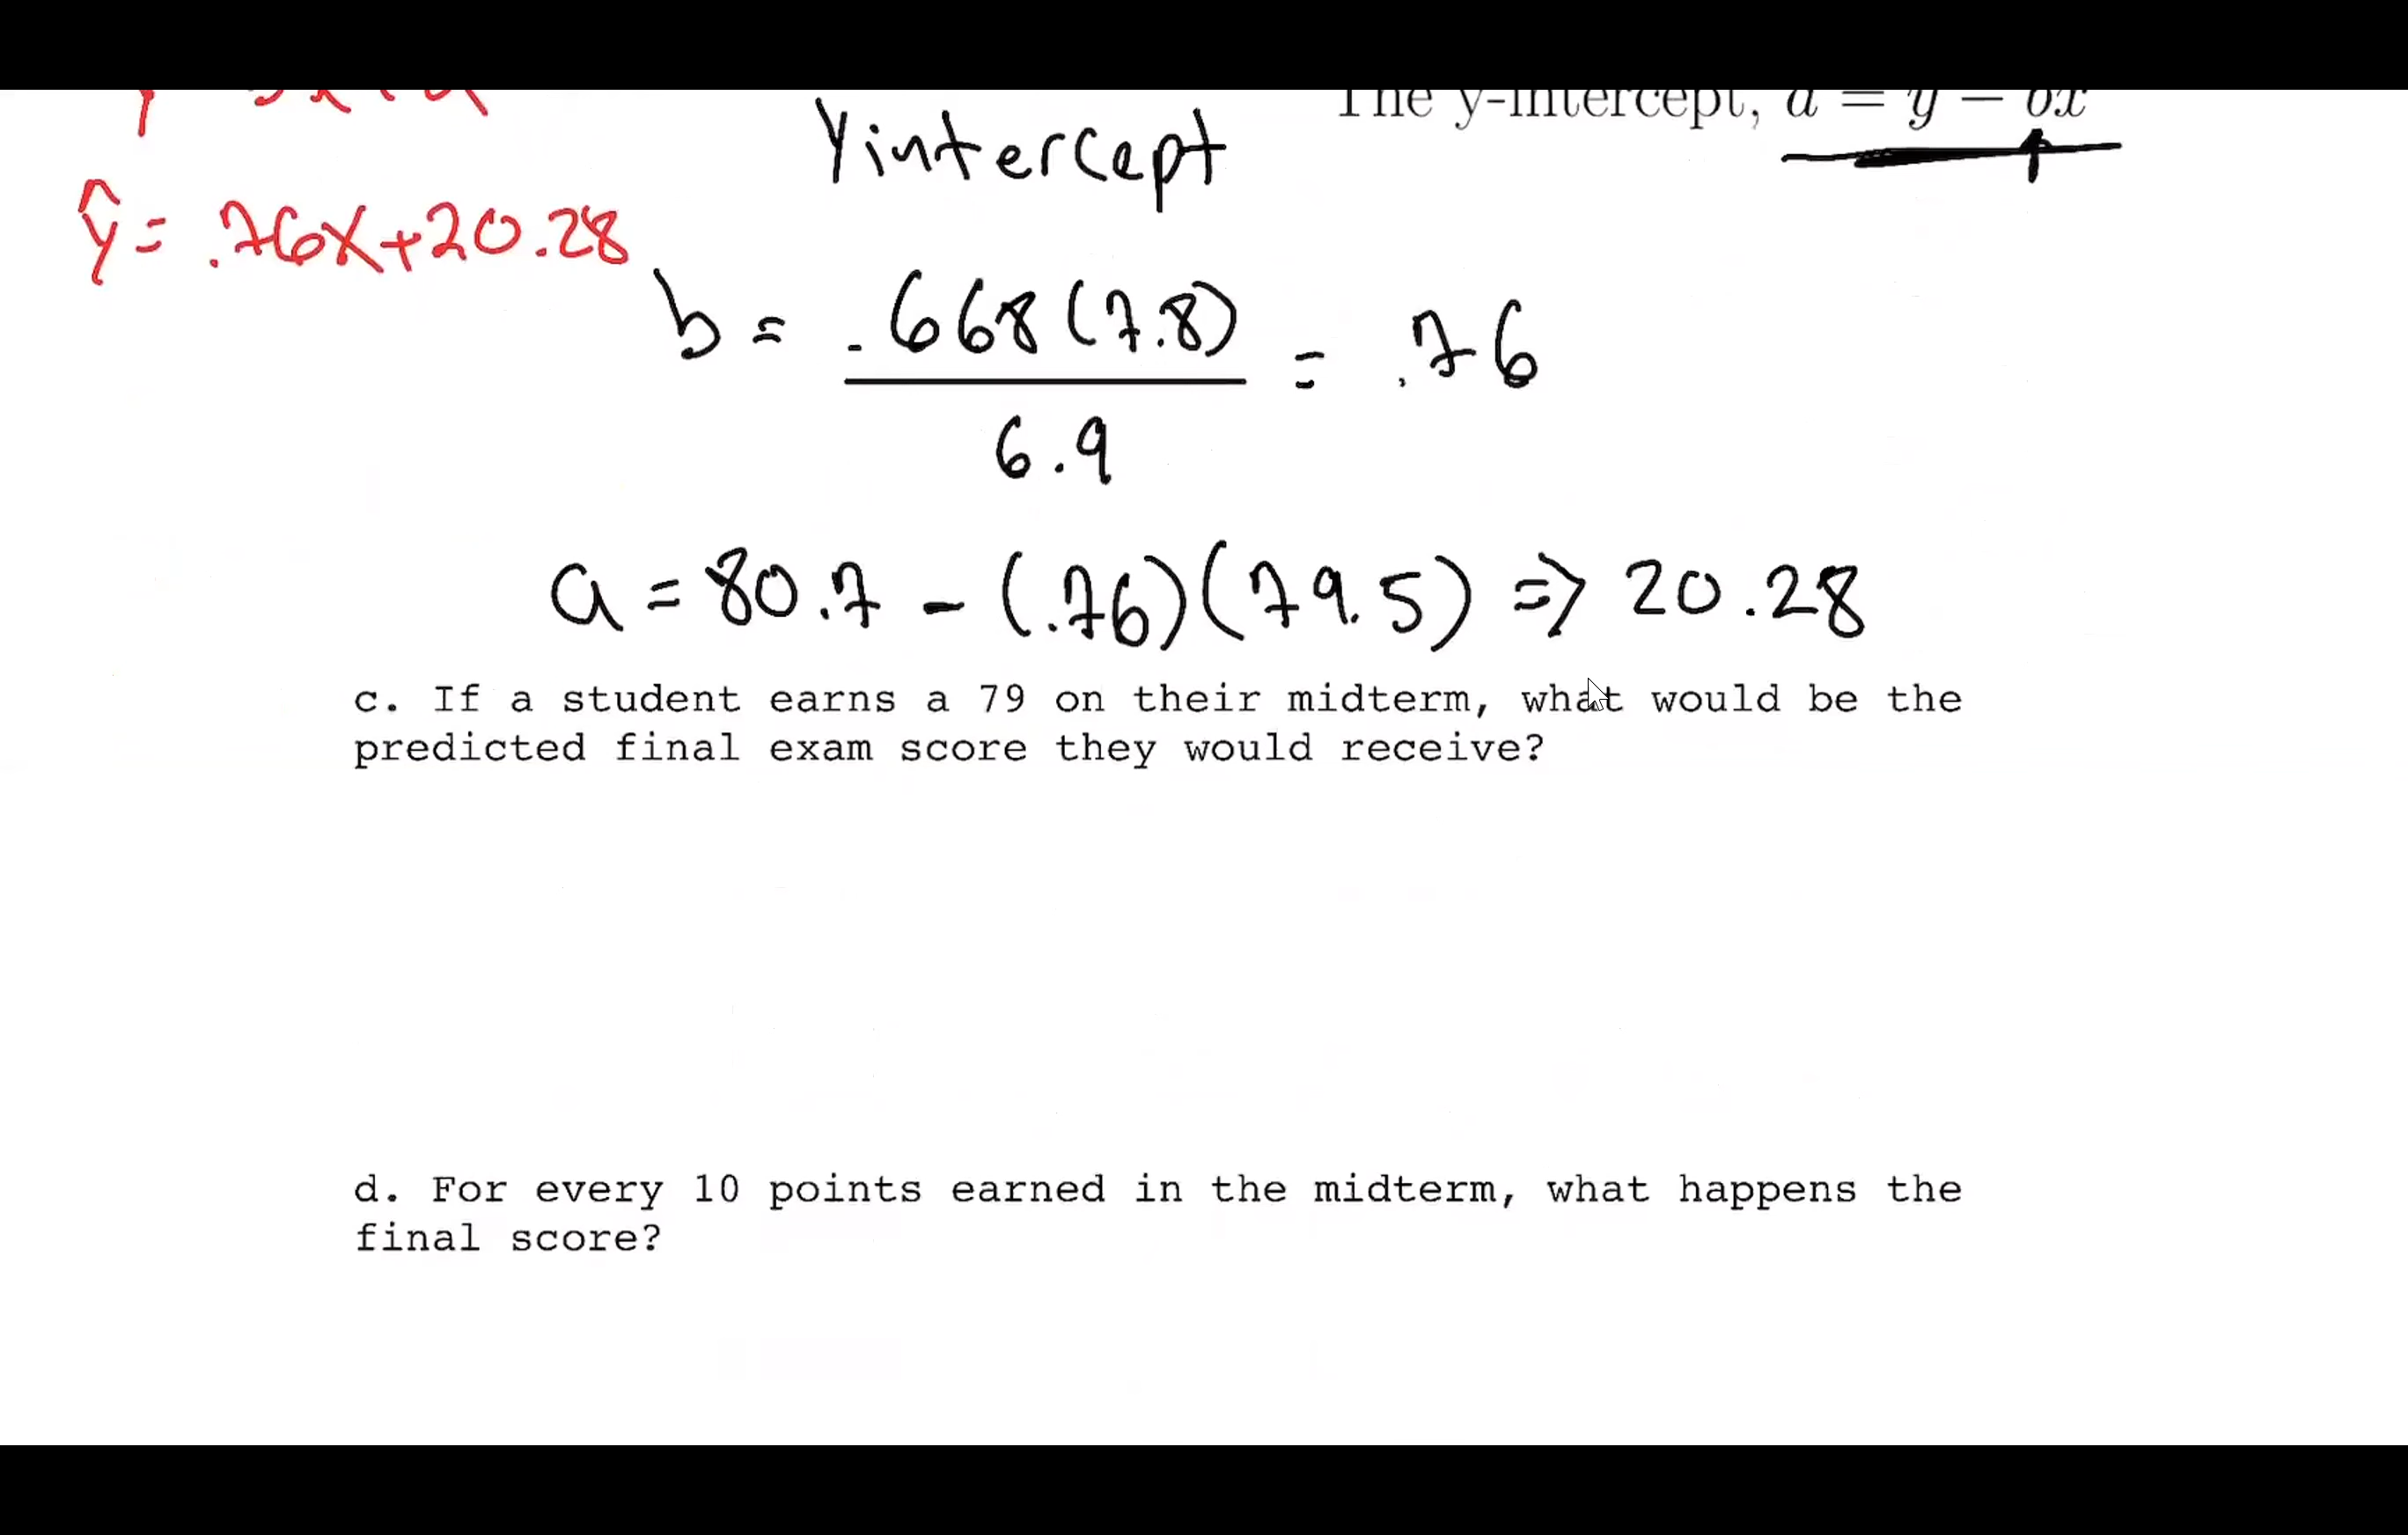 The y-intercept, a = y − bx
Yintercept
ŷ = .76x+20.28
b = .668(7.8) = .76
6.9
a = 80.7 - (.76)(79.5) => 20.28
c. If a student earns a 79 on their midterm, what would be the
predicted final exam score they would receive?
d. For every 10 points earned in the midterm, what happens the
final score?